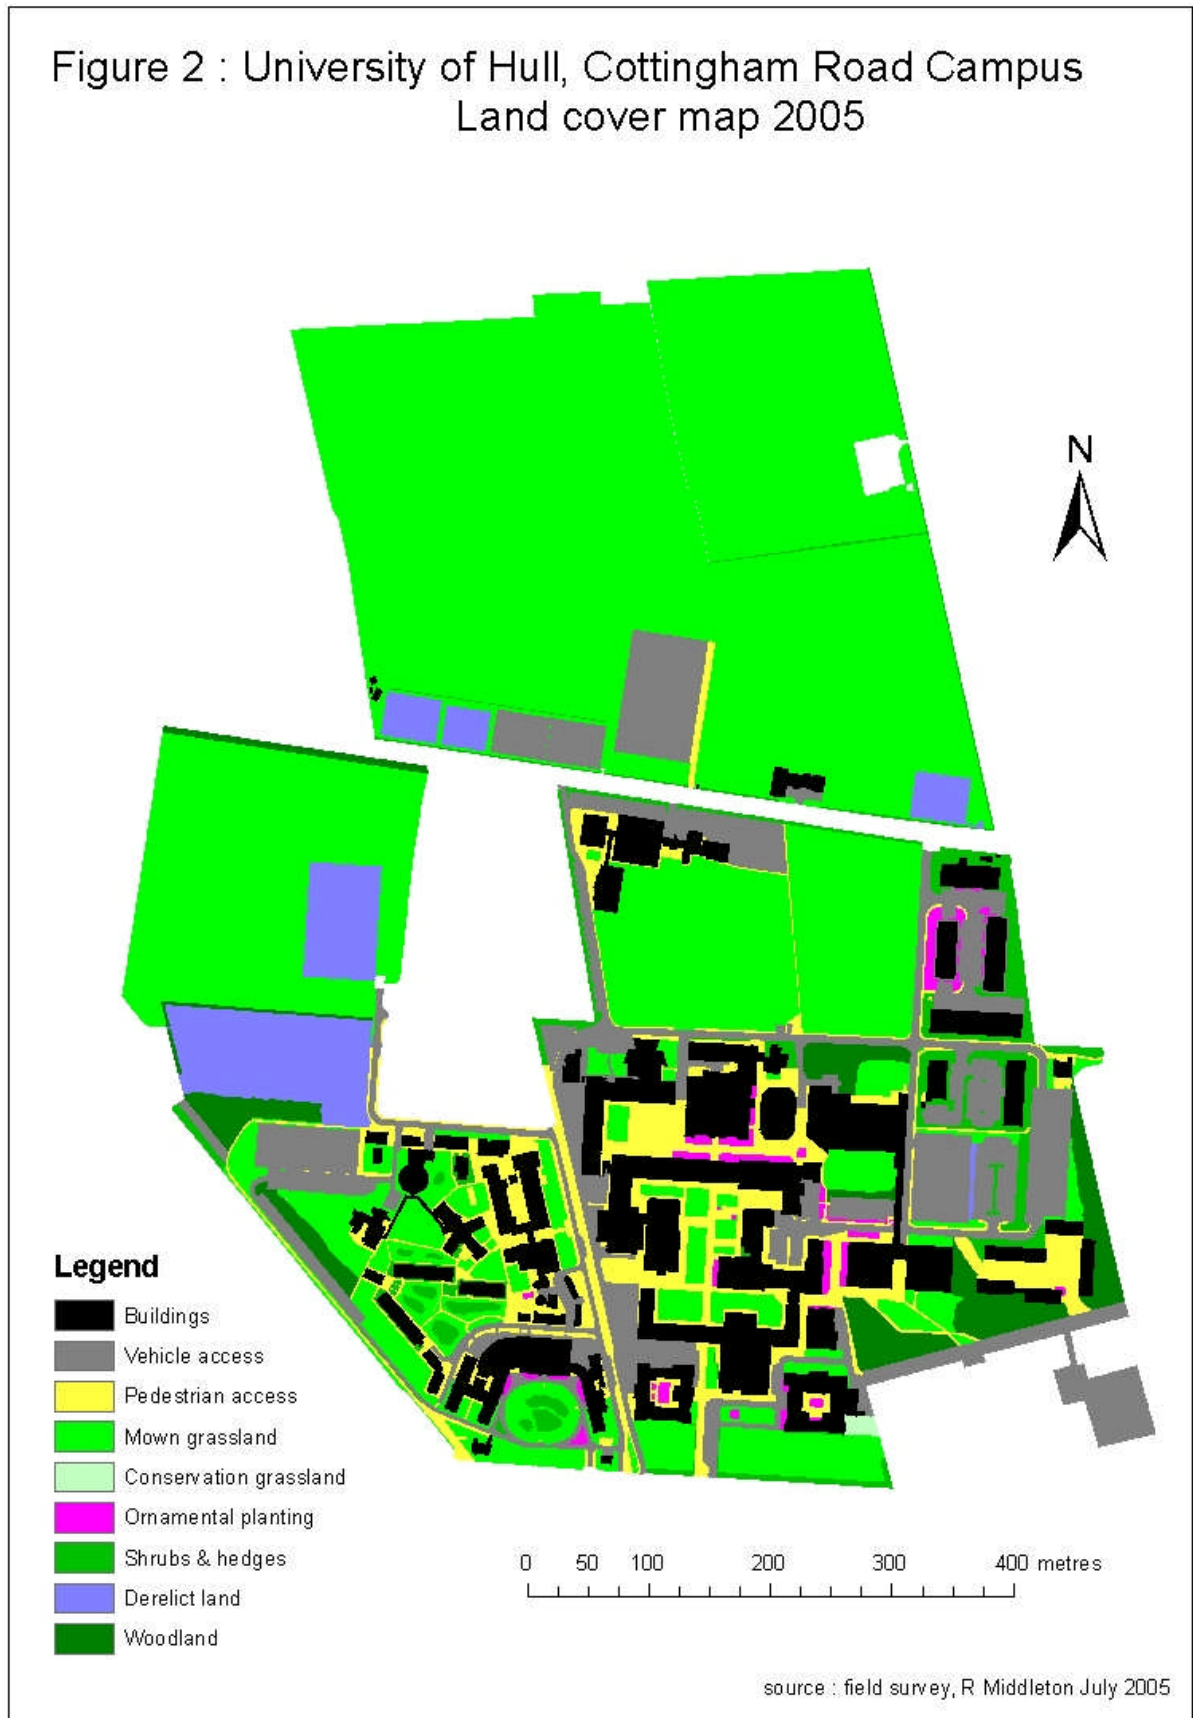 Figure 2 : University of Hull, Cottingham Road Campus
Land cover map 2005
N
Legend
Buildings
Vehicle access
Pedestrian access
Mown grassland
Conservation grassland
Ornamental planting
Shrubs & hedges
Derelict land
Woodland
0 50 100 200 300 400 metres
source : field survey, R Middleton July 2005